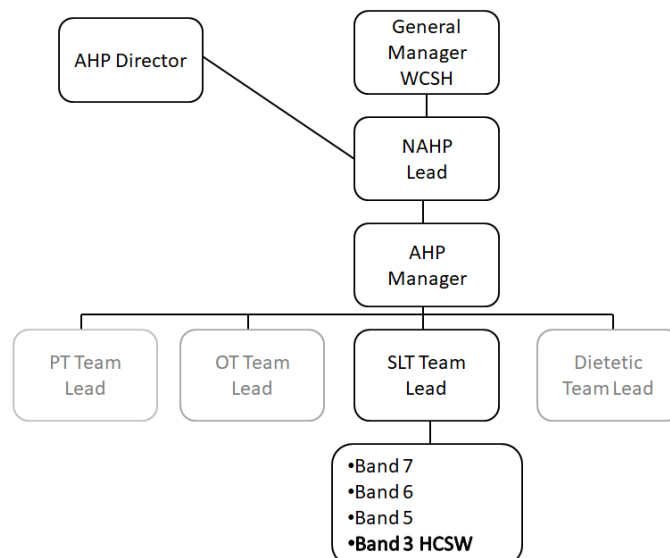 AHP Director
General
Manager
WCSH
NAHP
Lead
AHP
Manager
PT Team
Lead
OT Team
Lead
SLT Team
Lead
Dietetic
Team Lead
•Band 7
•Band 6
•Band 5
•Band 3 HCSW